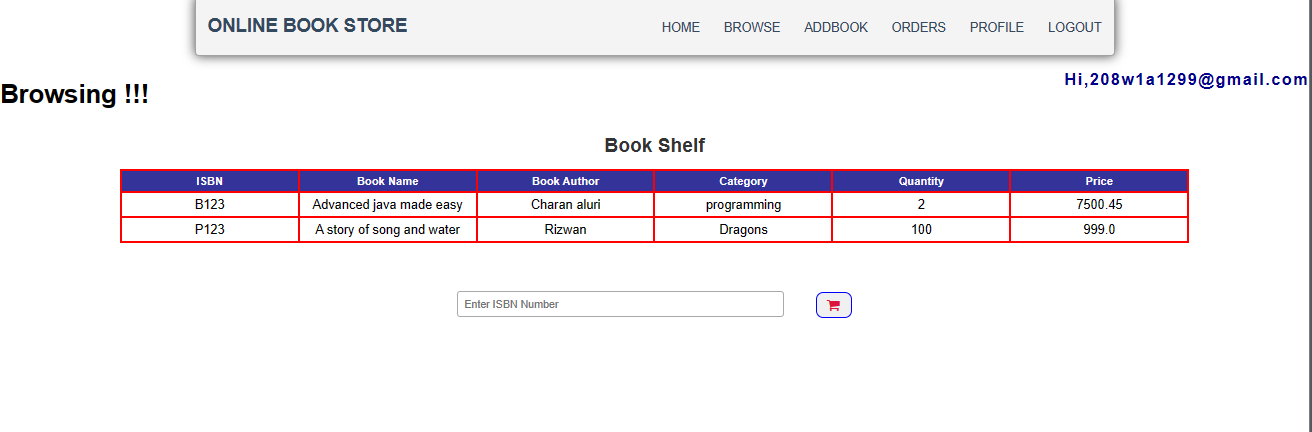 ONLINE BOOK STORE HOME BROWSE ADDBOOK ORDERS PROFILE LOGOUT
Hi,208w1a1299@gmail.com
Browsing !!!
Book Shelf
ISBN Book Name Book Author Category Quantity Price
B123 Advanced java made easy Charan aluri programming 2 7500.45
P123 A story of song and water Rizwan Dragons 100 999.0
Enter ISBN Number